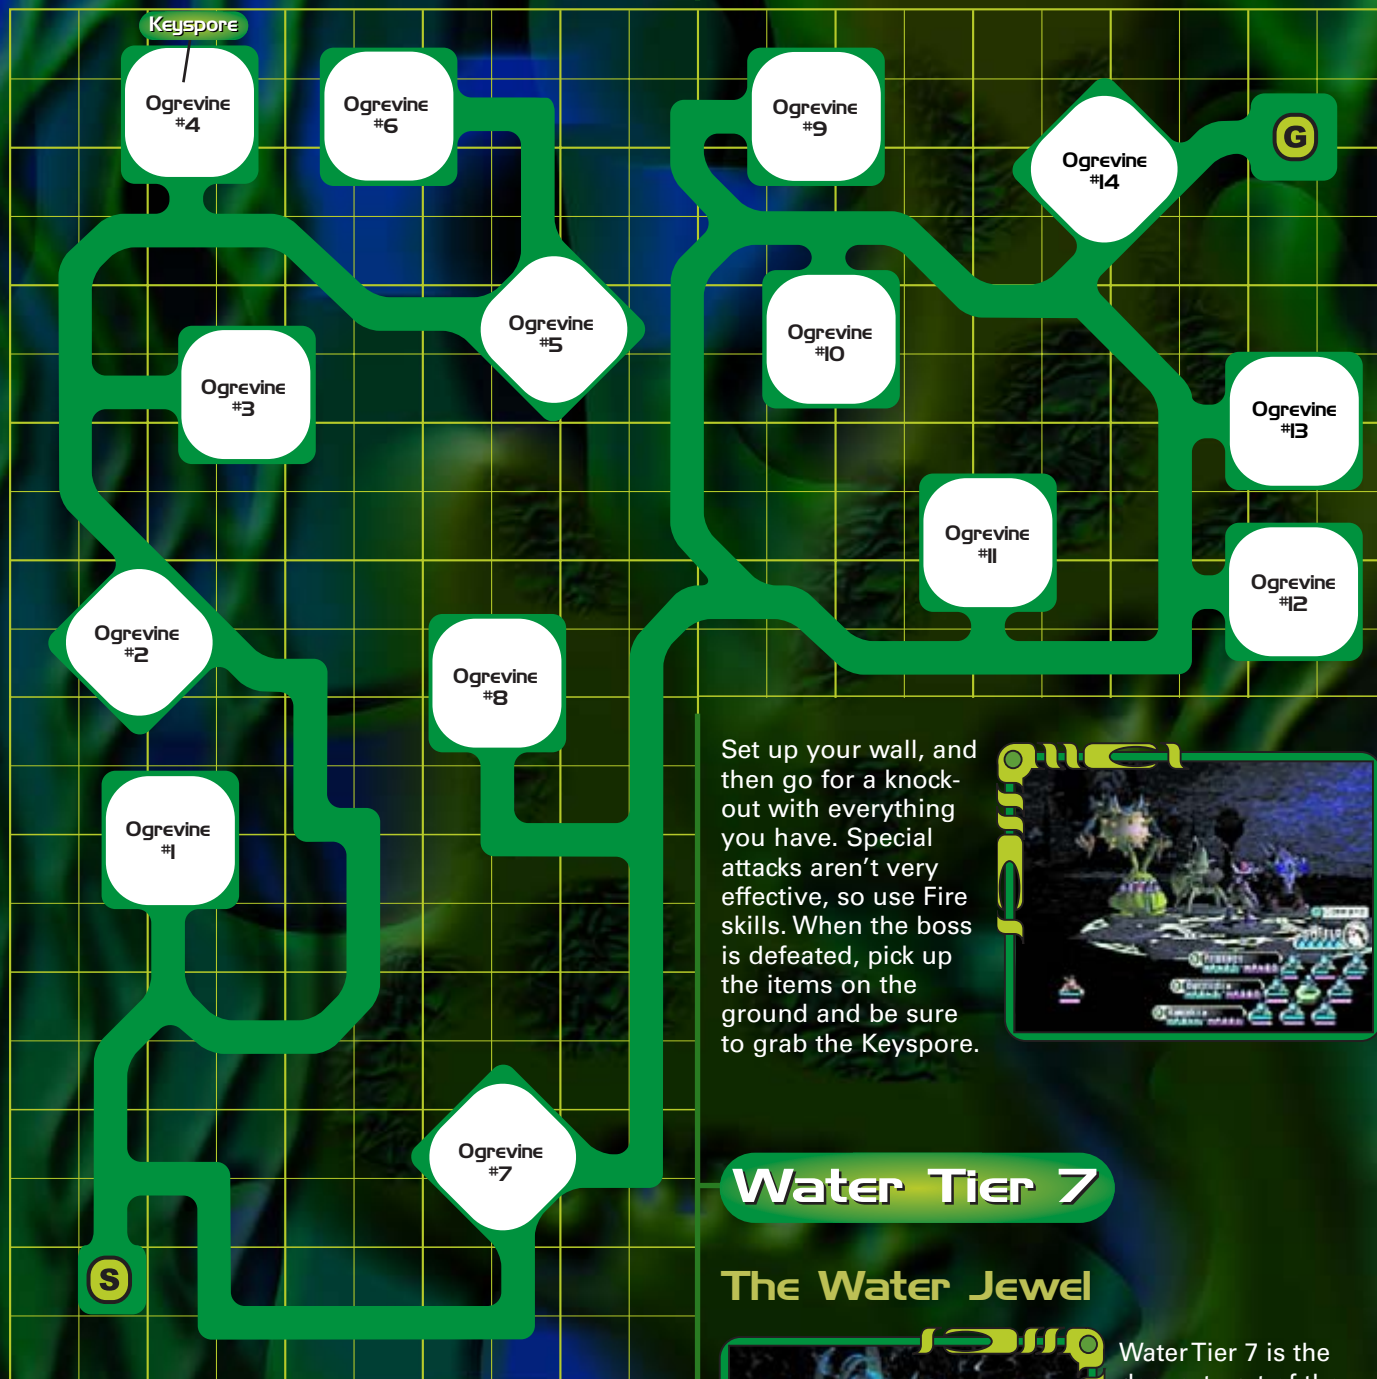 Keyspore
Ogrevine
#4
Ogrevine
#6
Ogrevine
#9
Ogrevine
#14
G
Ogrevine
#5
Ogrevine
#10
Ogrevine
#3
Ogrevine
#13
Ogrevine
#11
Ogrevine
#12
Ogrevine
#2
Ogrevine
#8
Ogrevine
#1
Ogrevine
#7
S
Set up your wall, and
then go for a knock-
out with everything
you have. Special
attacks aren't very
effective, so use Fire
skills. When the boss
is defeated, pick up
the items on the
ground and be sure
to grab the Keyspore.
Water Tier 7
The Water Jewel
Water Tier 7 is the